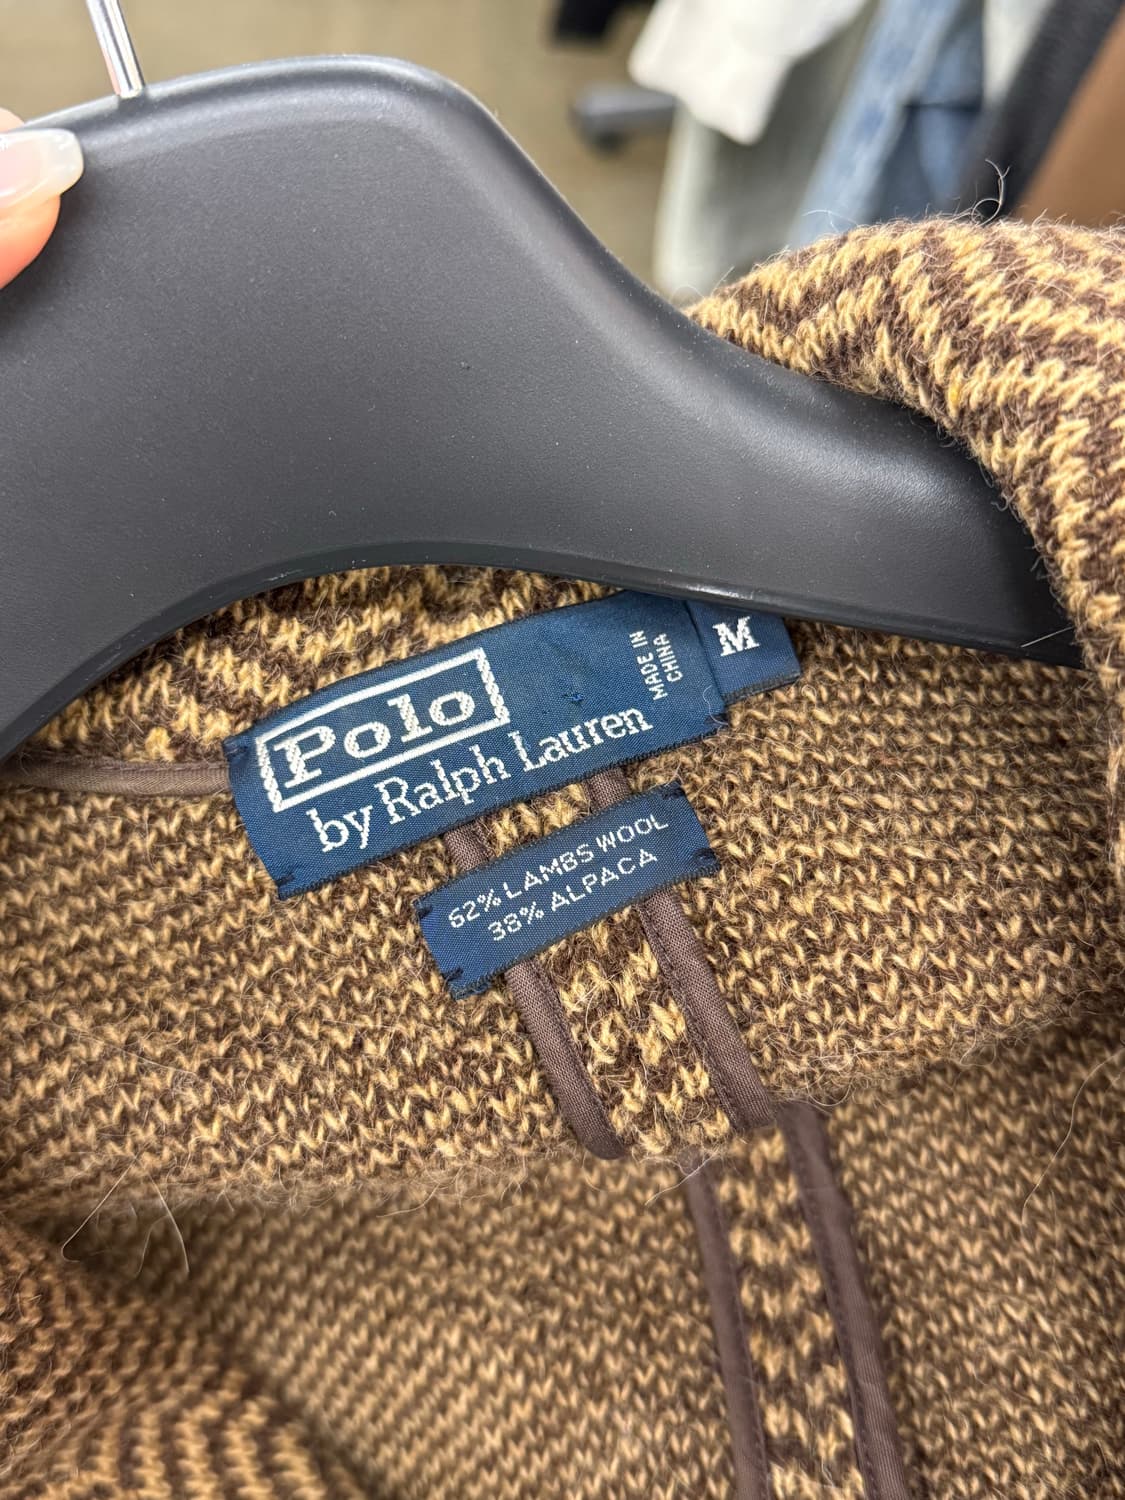 Polo
by Ralph Lauren
MADE IN
CHINA
M
62% LAMBS WOOL
38% ALPACA